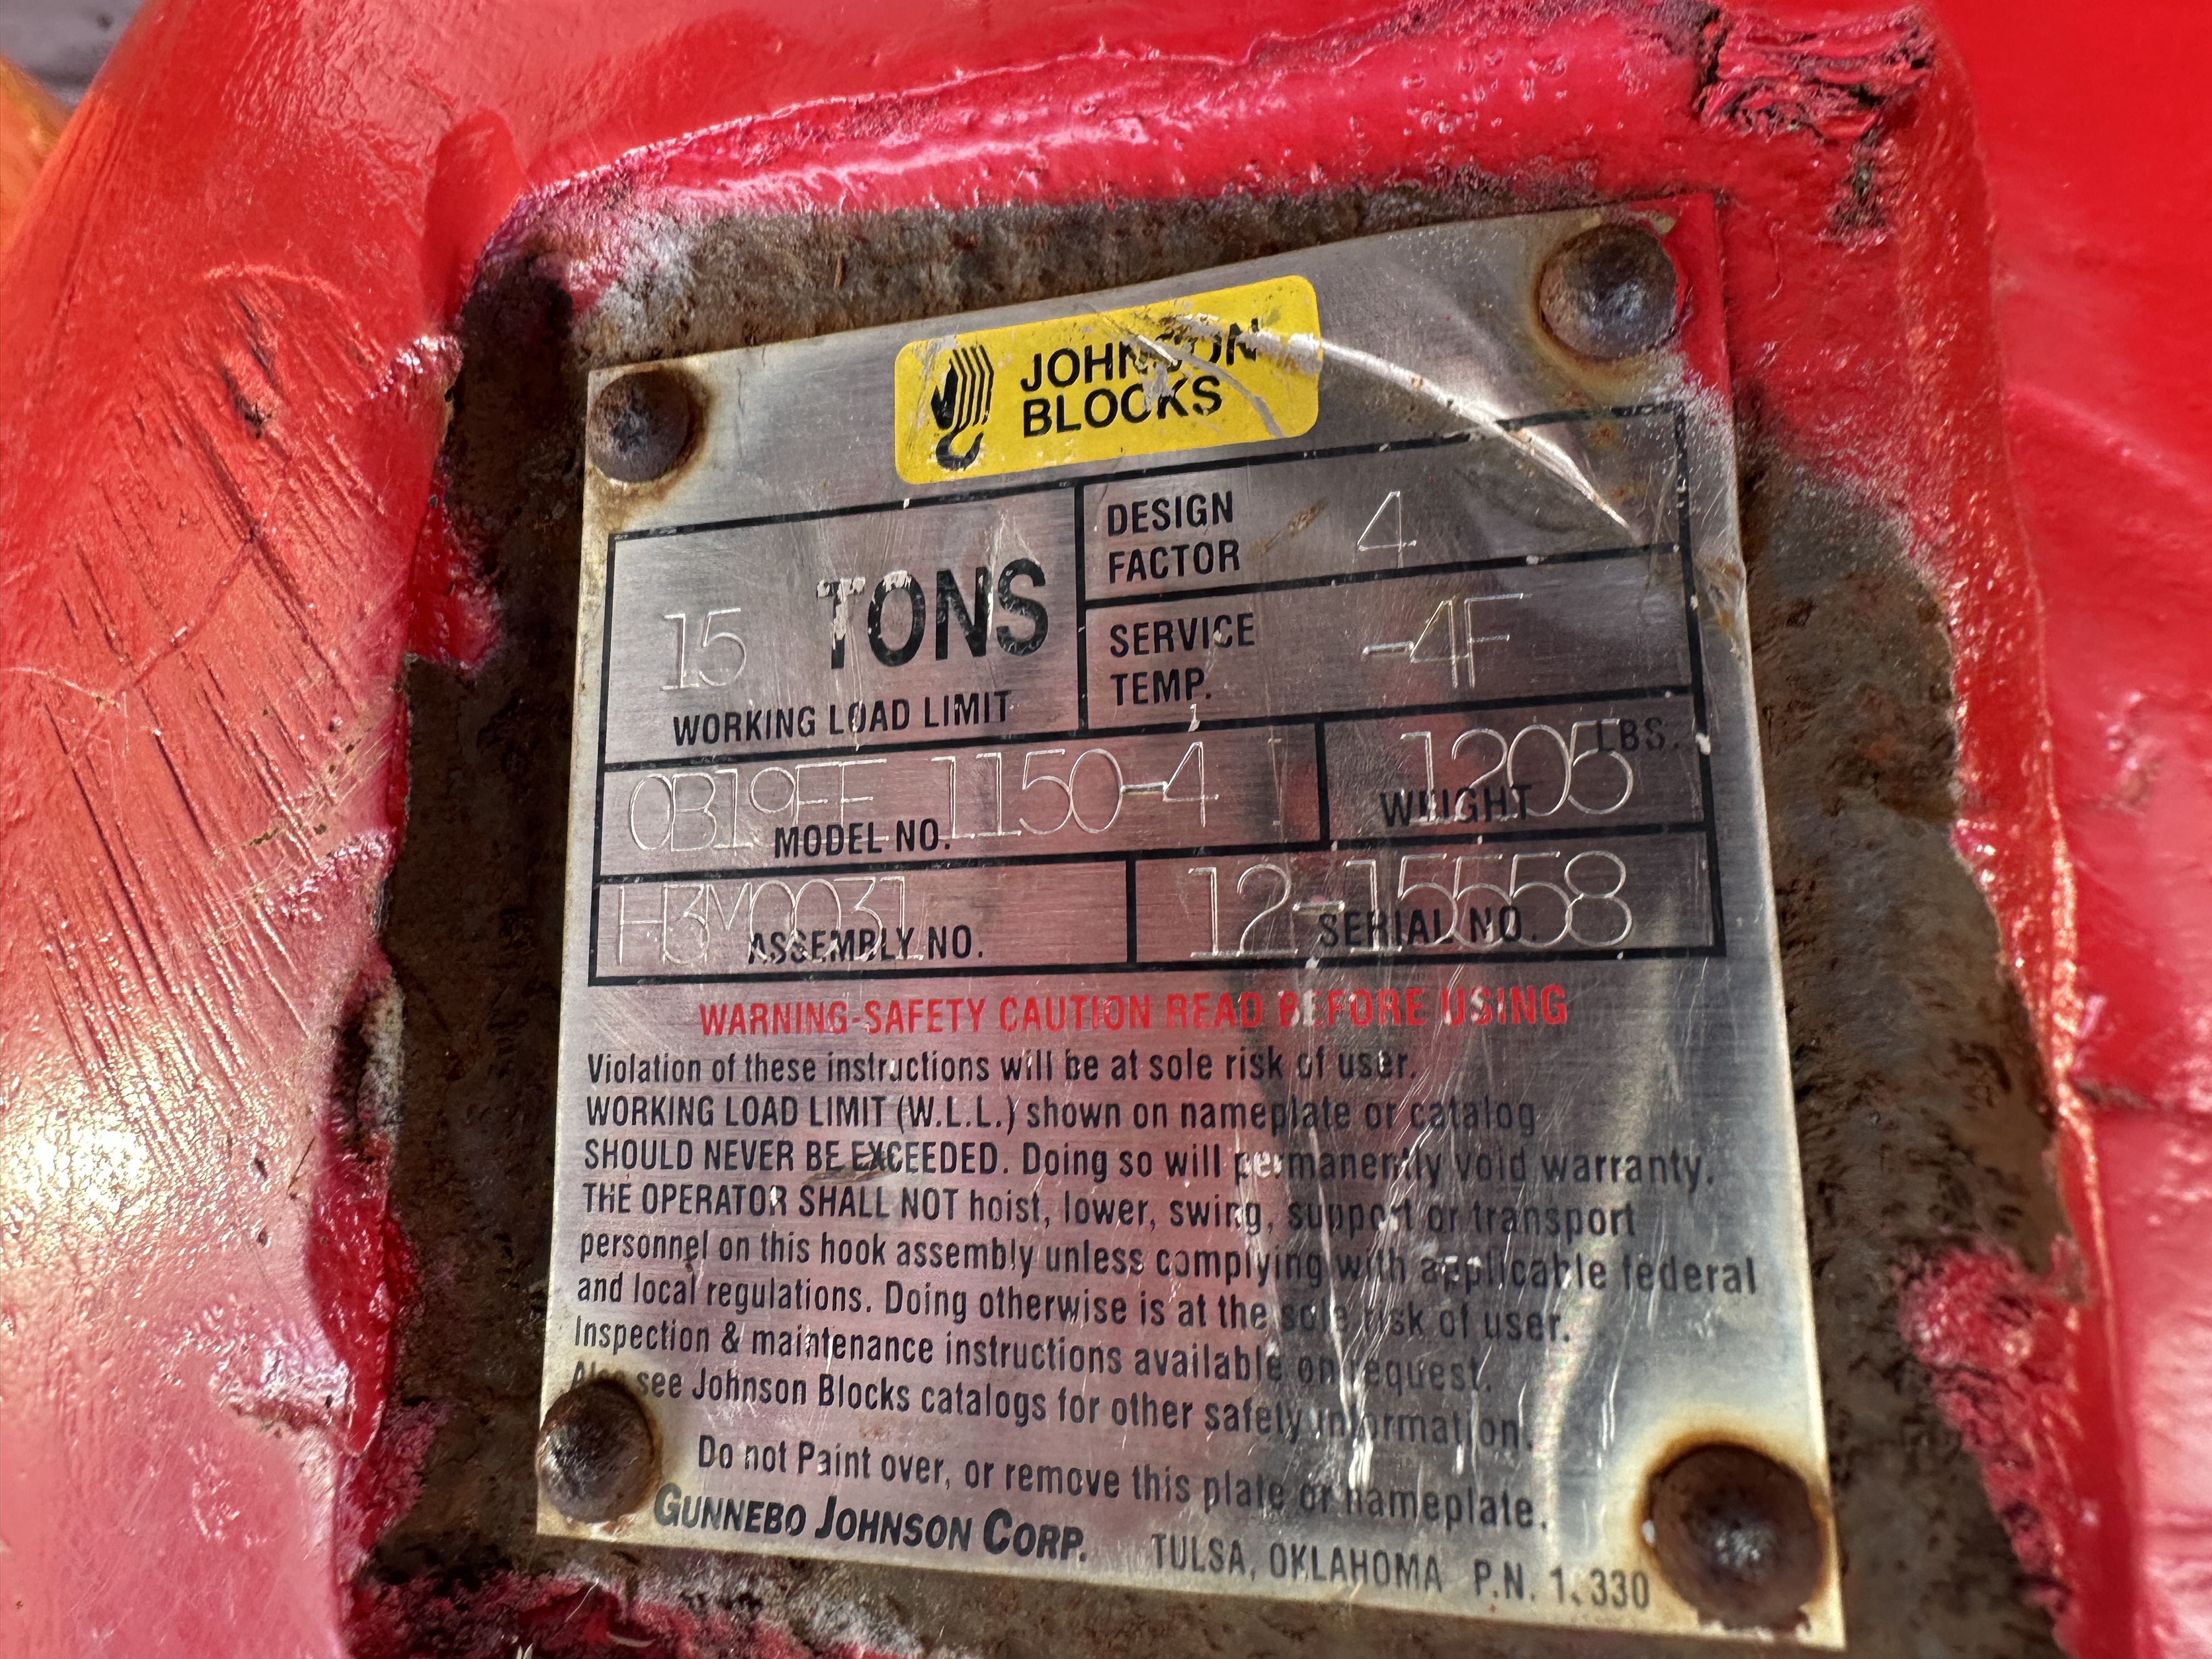 JOHNSON
BLOCKS
15 TONS
WORKING LOAD LIMIT
DESIGN
FACTOR 4
SERVICE
TEMP. -4F
MODEL NO. 1150-4
1205 LBS.
WEIGHT
H3M0031
ASSEMBLY NO.
12-15558
SERIAL NO.
WARNING-SAFETY CAUTION READ BEFORE USING
Violation of these instructions will be at sole risk of user.
WORKING LOAD LIMIT (W.L.L.) shown on nameplate or catalog
SHOULD NEVER BE EXCEEDED. Doing so will permanently void warranty.
THE OPERATOR SHALL NOT hoist, lower, swing, support or transport
personnel on this hook assembly unless complying with applicable federal
and local regulations. Doing otherwise is at the sole risk of user.
Inspection & maintenance instructions available on request.
Also see Johnson Blocks catalogs for other safety information.
Do not Paint over, or remove this plate or nameplate.
GUNNEBO JOHNSON CORP. TULSA, OKLAHOMA P.N.